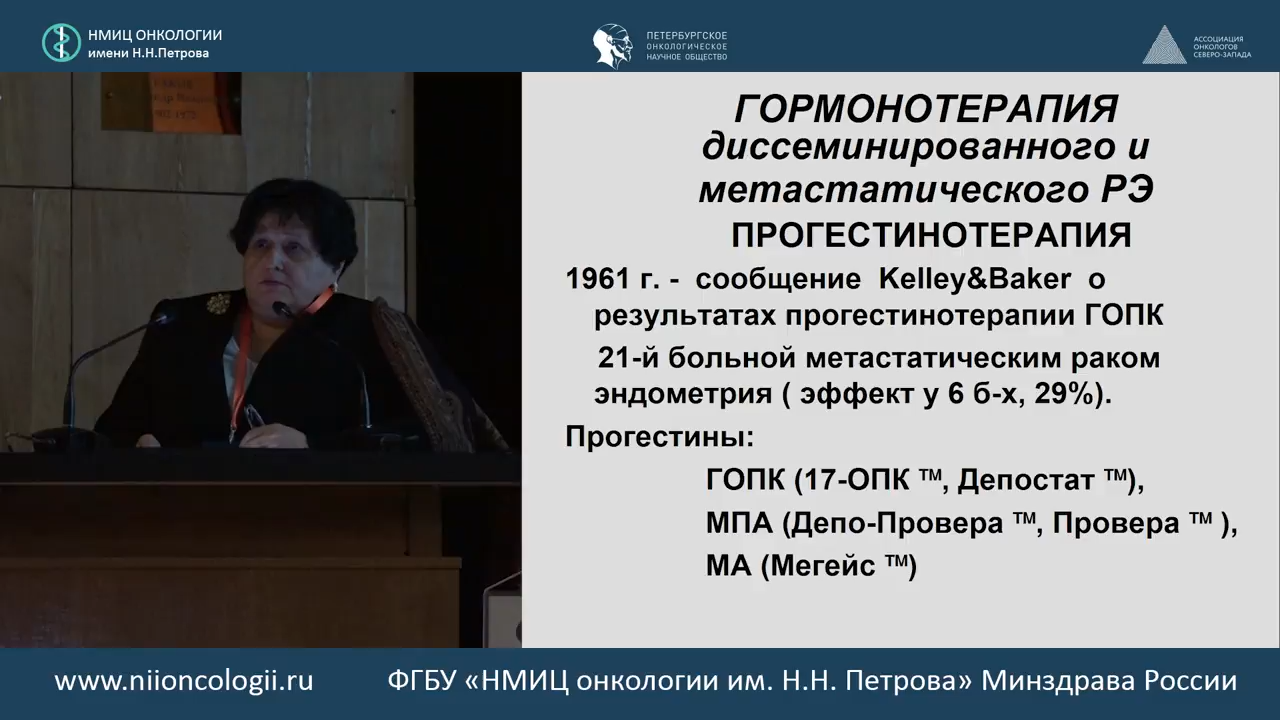 НМИЦ ОНКОЛОГИИ
имени Н.Н.Петрова
ПЕТЕРБУРГСКОЕ
ОНКОЛОГИЧЕСКОЕ
НАУЧНОЕ ОБЩЕСТВО
АССОЦИАЦИЯ
ОНКОЛОГОВ
СЕВЕРО-ЗАПАДА
ГОРМОНОТЕРАПИЯ
диссеминированного и
метастатического РЭ
ПРОГЕСТИНОТЕРАПИЯ
1961 г. - сообщение Kelley&Baker о
результатах прогестинотерапии ГОПК
21-й больной метастатическим раком
эндометрия ( эффект у 6 б-х, 29%).
Прогестины:
ГОПК (17-ОПК ™, Депостат ™),
МПА (Депо-Провера ™, Провера ™ ),
МА (Мегейс ™)
www.niioncologii.ru
ФГБУ «НМИЦ онкологии им. Н.Н. Петрова» Минздрава России